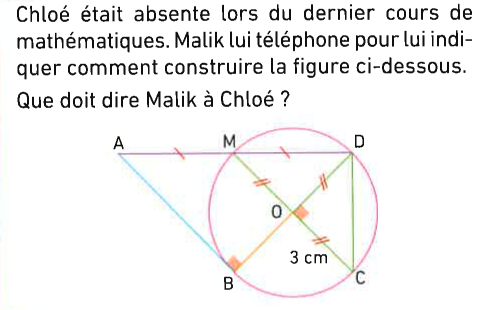 Chloé était absente lors du dernier cours de
mathématiques. Malik lui téléphone pour lui indi-
quer comment construire la figure ci-dessous.
Que doit dire Malik à Chloé ?
A M D
O
3 cm
B C